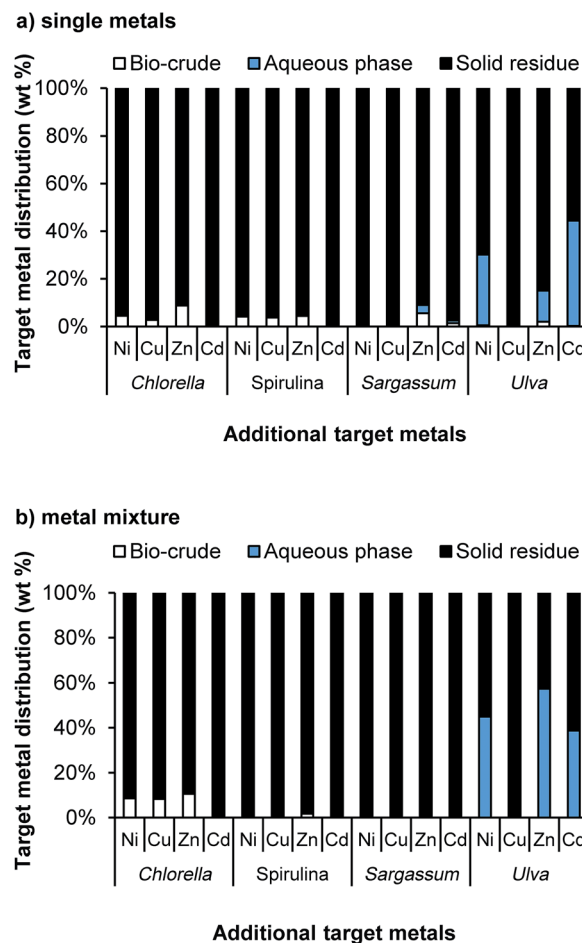 a) single metals
Bio-crude Aqueous phase Solid residue
Target metal distribution (wt %)
100%
80%
60%
40%
20%
0%
Ni Cu Zn Cd Ni Cu Zn Cd Ni Cu Zn Cd Ni Cu Zn Cd
Chlorella Spirulina Sargassum Ulva
Additional target metals
b) metal mixture
Bio-crude Aqueous phase Solid residue
Target metal distribution (wt %)
100%
80%
60%
40%
20%
0%
Ni Cu Zn Cd Ni Cu Zn Cd Ni Cu Zn Cd Ni Cu Zn Cd
Chlorella Spirulina Sargassum Ulva
Additional target metals